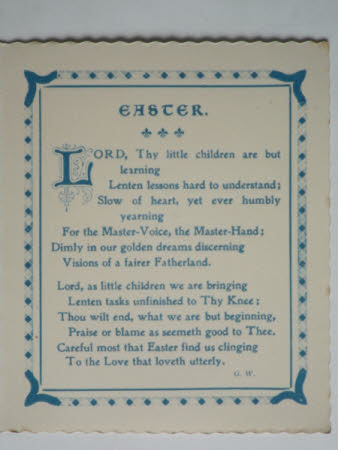 EASTER.
LORD, Thy little children are but
learning
Lenten lessons hard to understand;
Slow of heart, yet ever humbly
yearning
For the Master-Voice, the Master-Hand;
Dimly in our golden dreams discerning
Visions of a fairer Fatherland.
Lord, as little children we are bringing
Lenten tasks unfinished to Thy Knee;
Thou wilt end, what we are but beginning,
Praise or blame as seemeth good to Thee.
Careful most that Easter find us clinging
To the Love that loveth utterly.
G. W.